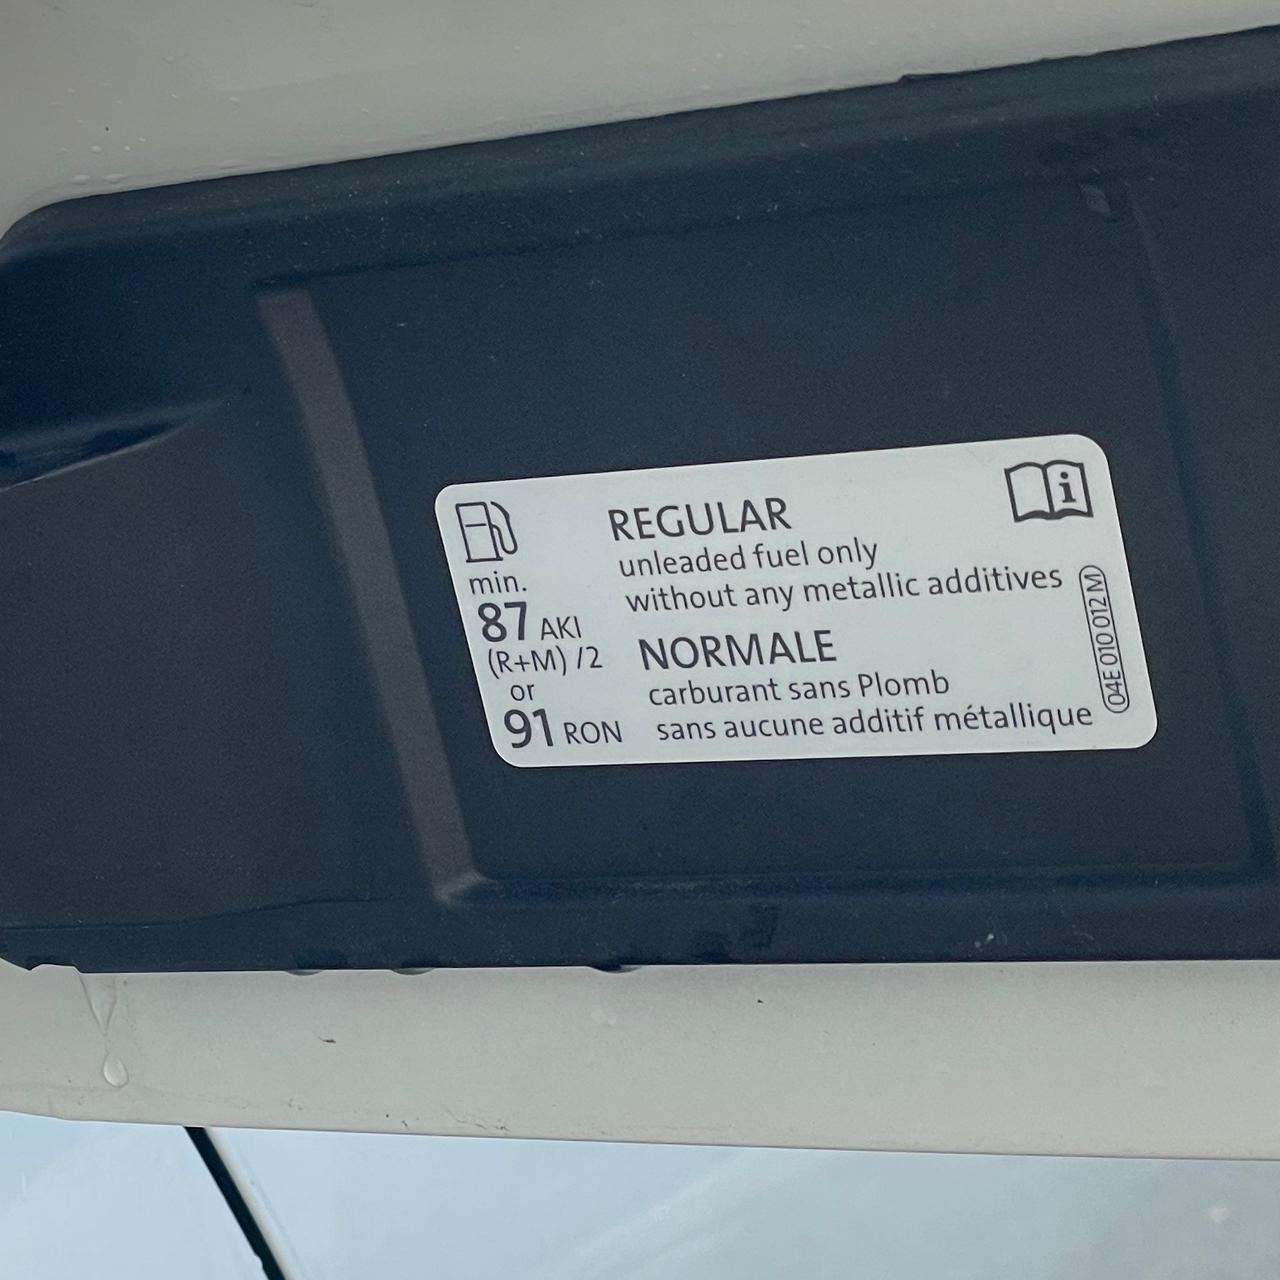 min.
87 AKI
(R+M) /2
or
91 RON
REGULAR
unleaded fuel only
without any metallic additives
NORMALE
carburant sans Plomb
sans aucune additif métallique
i
04E 010 012 M